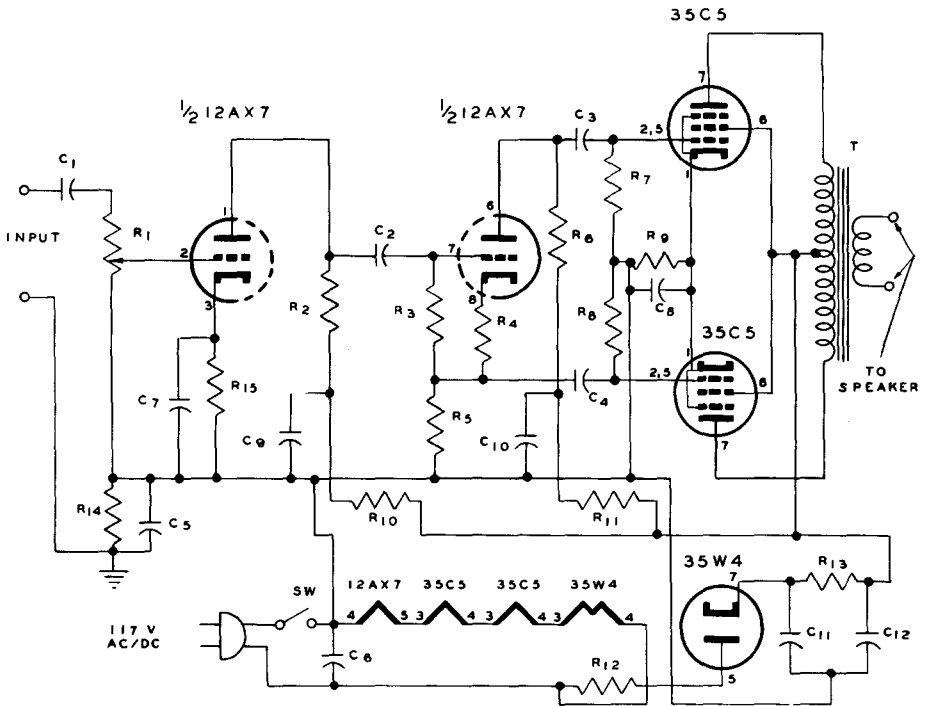 35C5
7
1/2 12AX7
1/2 12AX7
C1
C3
2,5
6
T
1
6
R7
1
INPUT
R1
2
C2
7
R6
R9
3
R2
R3
8
R4
R8
C8
35C5
1
TO
SPEAKER
C7
R15
2,5
6
C4
C9
R5
C10
7
R14
C5
R10
R11
35W4
7
R13
SW
12AX7
35C5
35C5
35W4
4
5
3
4
3
4
3
4
117 V
AC/DC
C6
C11
C12
R12
5